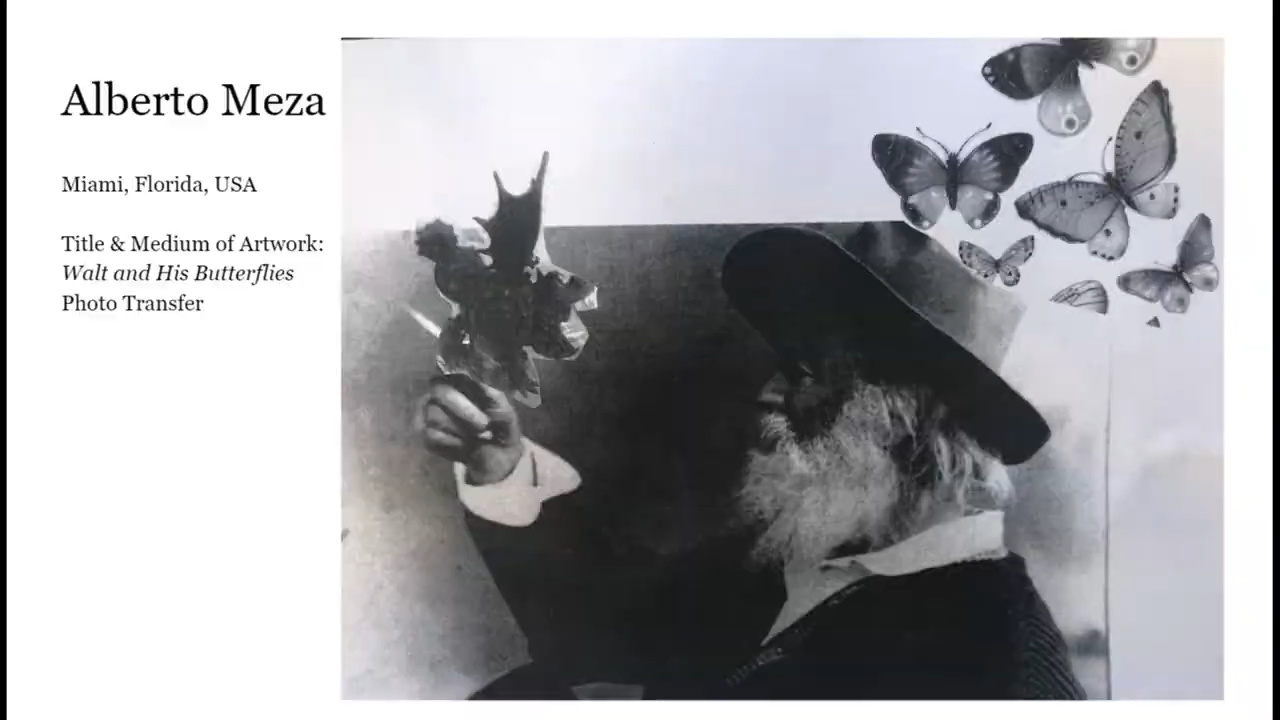 Alberto Meza
Miami, Florida, USA
Title & Medium of Artwork:
Walt and His Butterflies
Photo Transfer